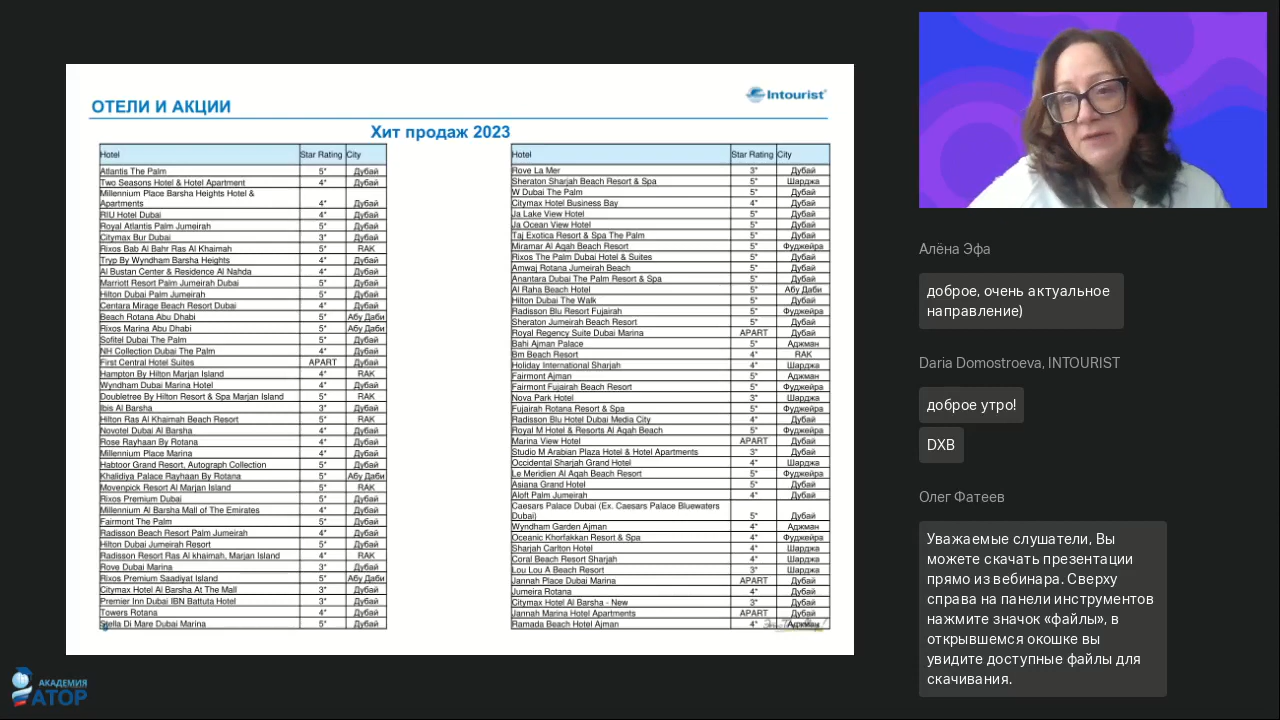 ОТЕЛИ И АКЦИИ
Intourist
Хит продаж 2023
Hotel Star Rating City
Atlantis The Palm 5* Дубай
Two Seasons Hotel & Hotel Apartment 4* Дубай
Millennium Place Barsha Heights Hotel &
Apartments 4* Дубай
RIU Hotel Dubai 4* Дубай
Royal Atlantis Palm Jumeirah 5* Дубай
Citymax Bur Dubai 3* Дубай
Rixos Bab Al Bahr Ras Al Khaimah 5* RAK
Tryp By Wyndham Barsha Heights 4* Дубай
Al Bustan Center & Residence Al Nahda 4* Дубай
Marriott Resort Palm Jumeirah Dubai 5* Дубай
Hilton Dubai Palm Jumeirah 5* Дубай
Centara Mirage Beach Resort Dubai 4* Дубай
Beach Rotana Abu Dhabi 5* Абу Даби
Rixos Marina Abu Dhabi 5* Абу Даби
Sofitel Dubai The Palm 5* Дубай
NH Collection Dubai The Palm 4* Дубай
First Central Hotel Suites APART Дубай
Hampton By Hilton Marjan Island 4* RAK
Wyndham Dubai Marina Hotel 4* Дубай
Doubletree By Hilton Resort & Spa Marjan Island 5* RAK
Ibis Al Barsha 3* Дубай
Hilton Ras Al Khaimah Beach Resort 5* RAK
Novotel Dubai Al Barsha 4* Дубай
Rose Rayhaan By Rotana 4* Дубай
Millennium Place Marina 4* Дубай
Habtoor Grand Resort, Autograph Collection 5* Дубай
Khalidiya Palace Rayhaan By Rotana 5* Абу Даби
Movenpick Resort Al Marjan Island 5* RAK
Rixos Premium Dubai 5* Дубай
Millennium Al Barsha Mall of The Emirates 4* Дубай
Fairmont The Palm 5* Дубай
Radisson Beach Resort Palm Jumeirah 4* Дубай
Hilton Dubai Jumeirah Resort 5* Дубай
Radisson Resort Ras Al khaimah, Marjan Island 4* RAK
Rove Dubai Marina 3* Дубай
Rixos Premium Saadiyat Island 5* Абу Даби
Citymax Hotel Al Barsha At The Mall 3* Дубай
Premier Inn Dubai IBN Battuta Hotel 3* Дубай
Towers Rotana 4* Дубай
Stella Di Mare Dubai Marina 5* Дубай
Hotel Star Rating City
Rove La Mer 3* Дубай
Sheraton Sharjah Beach Resort & Spa 5* Шарджа
W Dubai The Palm 5* Дубай
Citymax Hotel Business Bay 4* Дубай
Ja Lake View Hotel 5* Дубай
Ja Ocean View Hotel 5* Дубай
Taj Exotica Resort & Spa The Palm 5* Дубай
Miramar Al Aqah Beach Resort 5* Фуджейра
Rixos The Palm Dubai Hotel & Suites 5* Дубай
Amwaj Rotana Jumeirah Beach 5* Дубай
Anantara Dubai The Palm Resort & Spa 5* Дубай
Al Raha Beach Hotel 5* Абу Даби
Hilton Dubai The Walk 5* Дубай
Radisson Blu Resort Fujairah 5* Фуджейра
Sheraton Jumeirah Beach Resort 5* Дубай
Royal Regency Suite Dubai Marina APART Дубай
Bahi Ajman Palace 5* Аджман
Bm Beach Resort 4* RAK
Holiday International Sharjah 4* Шарджа
Fairmont Ajman 5* Аджман
Fairmont Fujairah Beach Resort 5* Фуджейра
Nova Park Hotel 3* Шарджа
Fujairah Rotana Resort & Spa 5* Фуджейра
Radisson Blu Hotel Dubai Media City 4* Дубай
Royal M Hotel & Resorts Al Aqah Beach 5* Фуджейра
Marina View Hotel APART Дубай
Studio M Arabian Plaza Hotel & Hotel Apartments 3* Дубай
Occidental Sharjah Grand Hotel 4* Шарджа
Le Meridien Al Aqah Beach Resort 5* Фуджейра
Asiana Grand Hotel 5* Дубай
Aloft Palm Jumeirah 4* Дубай
Caesars Palace Dubai (Ex. Caesars Palace Bluewaters
Dubai) 5* Дубай
Wyndham Garden Ajman 4* Аджман
Oceanic Khorfakkan Resort & Spa 4* Фуджейра
Sharjah Carlton Hotel 4* Шарджа
Coral Beach Resort Sharjah 4* Шарджа
Lou Lou A Beach Resort 3* Шарджа
Jannah Place Dubai Marina APART Дубай
Jumeira Rotana 4* Дубай
Citymax Hotel Al Barsha - New 3* Дубай
Jannah Marina Hotel Apartments APART Дубай
Ramada Beach Hotel Ajman 4* Аджман
АКАДЕМИЯ
АТОР
Алёна Эфа
доброе, очень актуальное
направление)
Daria Domostroeva, INTOURIST
доброе утро!
DXB
Олег Фатеев
Уважаемые слушатели, Вы
можете скачать презентации
прямо из вебинара. Сверху
справа на панели инструментов
нажмите значок «файлы», в
открывшемся окошке вы
увидите доступные файлы для
скачивания.